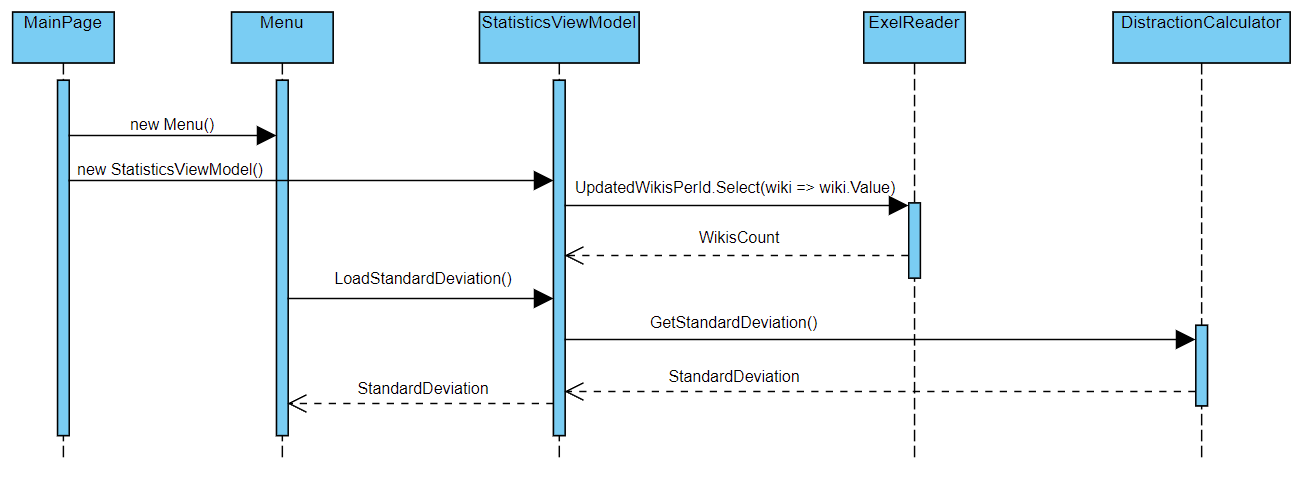 MainPage
Menu
StatisticsViewModel
ExelReader
DistractionCalculator
new Menu()
new StatisticsViewModel()
UpdatedWikisPerId.Select(wiki => wiki.Value)
WikisCount
LoadStandardDeviation()
GetStandardDeviation()
StandardDeviation
StandardDeviation